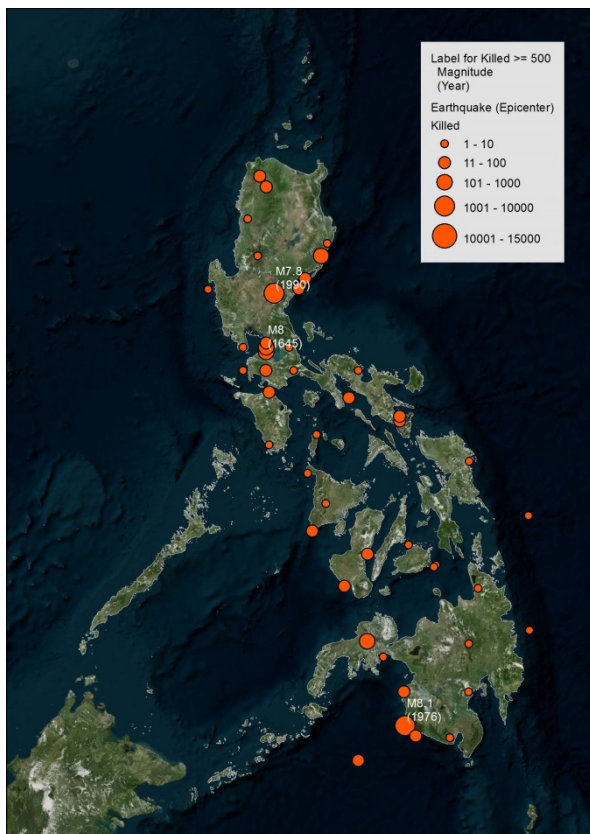 Label for Killed >= 500
Magnitude
(Year)
Earthquake (Epicenter)
Killed
1 - 10
11 - 100
101 - 1000
1001 - 10000
10001 - 15000
M7.8
(1990)
M8
(1645)
M8.1
(1976)